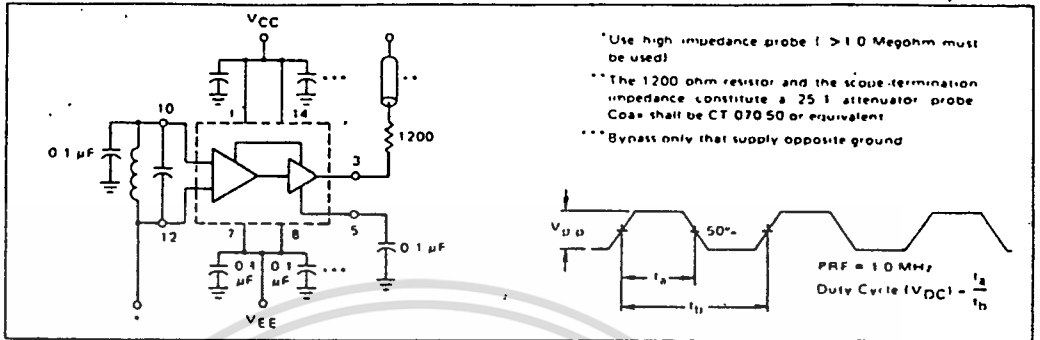 VCC
1
14
***
**
10
0.1 µF
1200
3
12
5
7
8
0.1 µF
0.1 µF
***
0.1 µF
VEE
*Use high impedance probe ( >1.0 Megohm must
be used)
**The 1200 ohm resistor and the scope-termination
impedance constitute a 25:1 attenuator probe
Coax shall be CT 070-50 or equivalent
***Bypass only that supply opposite ground
Vp-p
50%
ta
tb
PRF = 1.0 MHz
Duty Cycle (VDC) = ta
tb